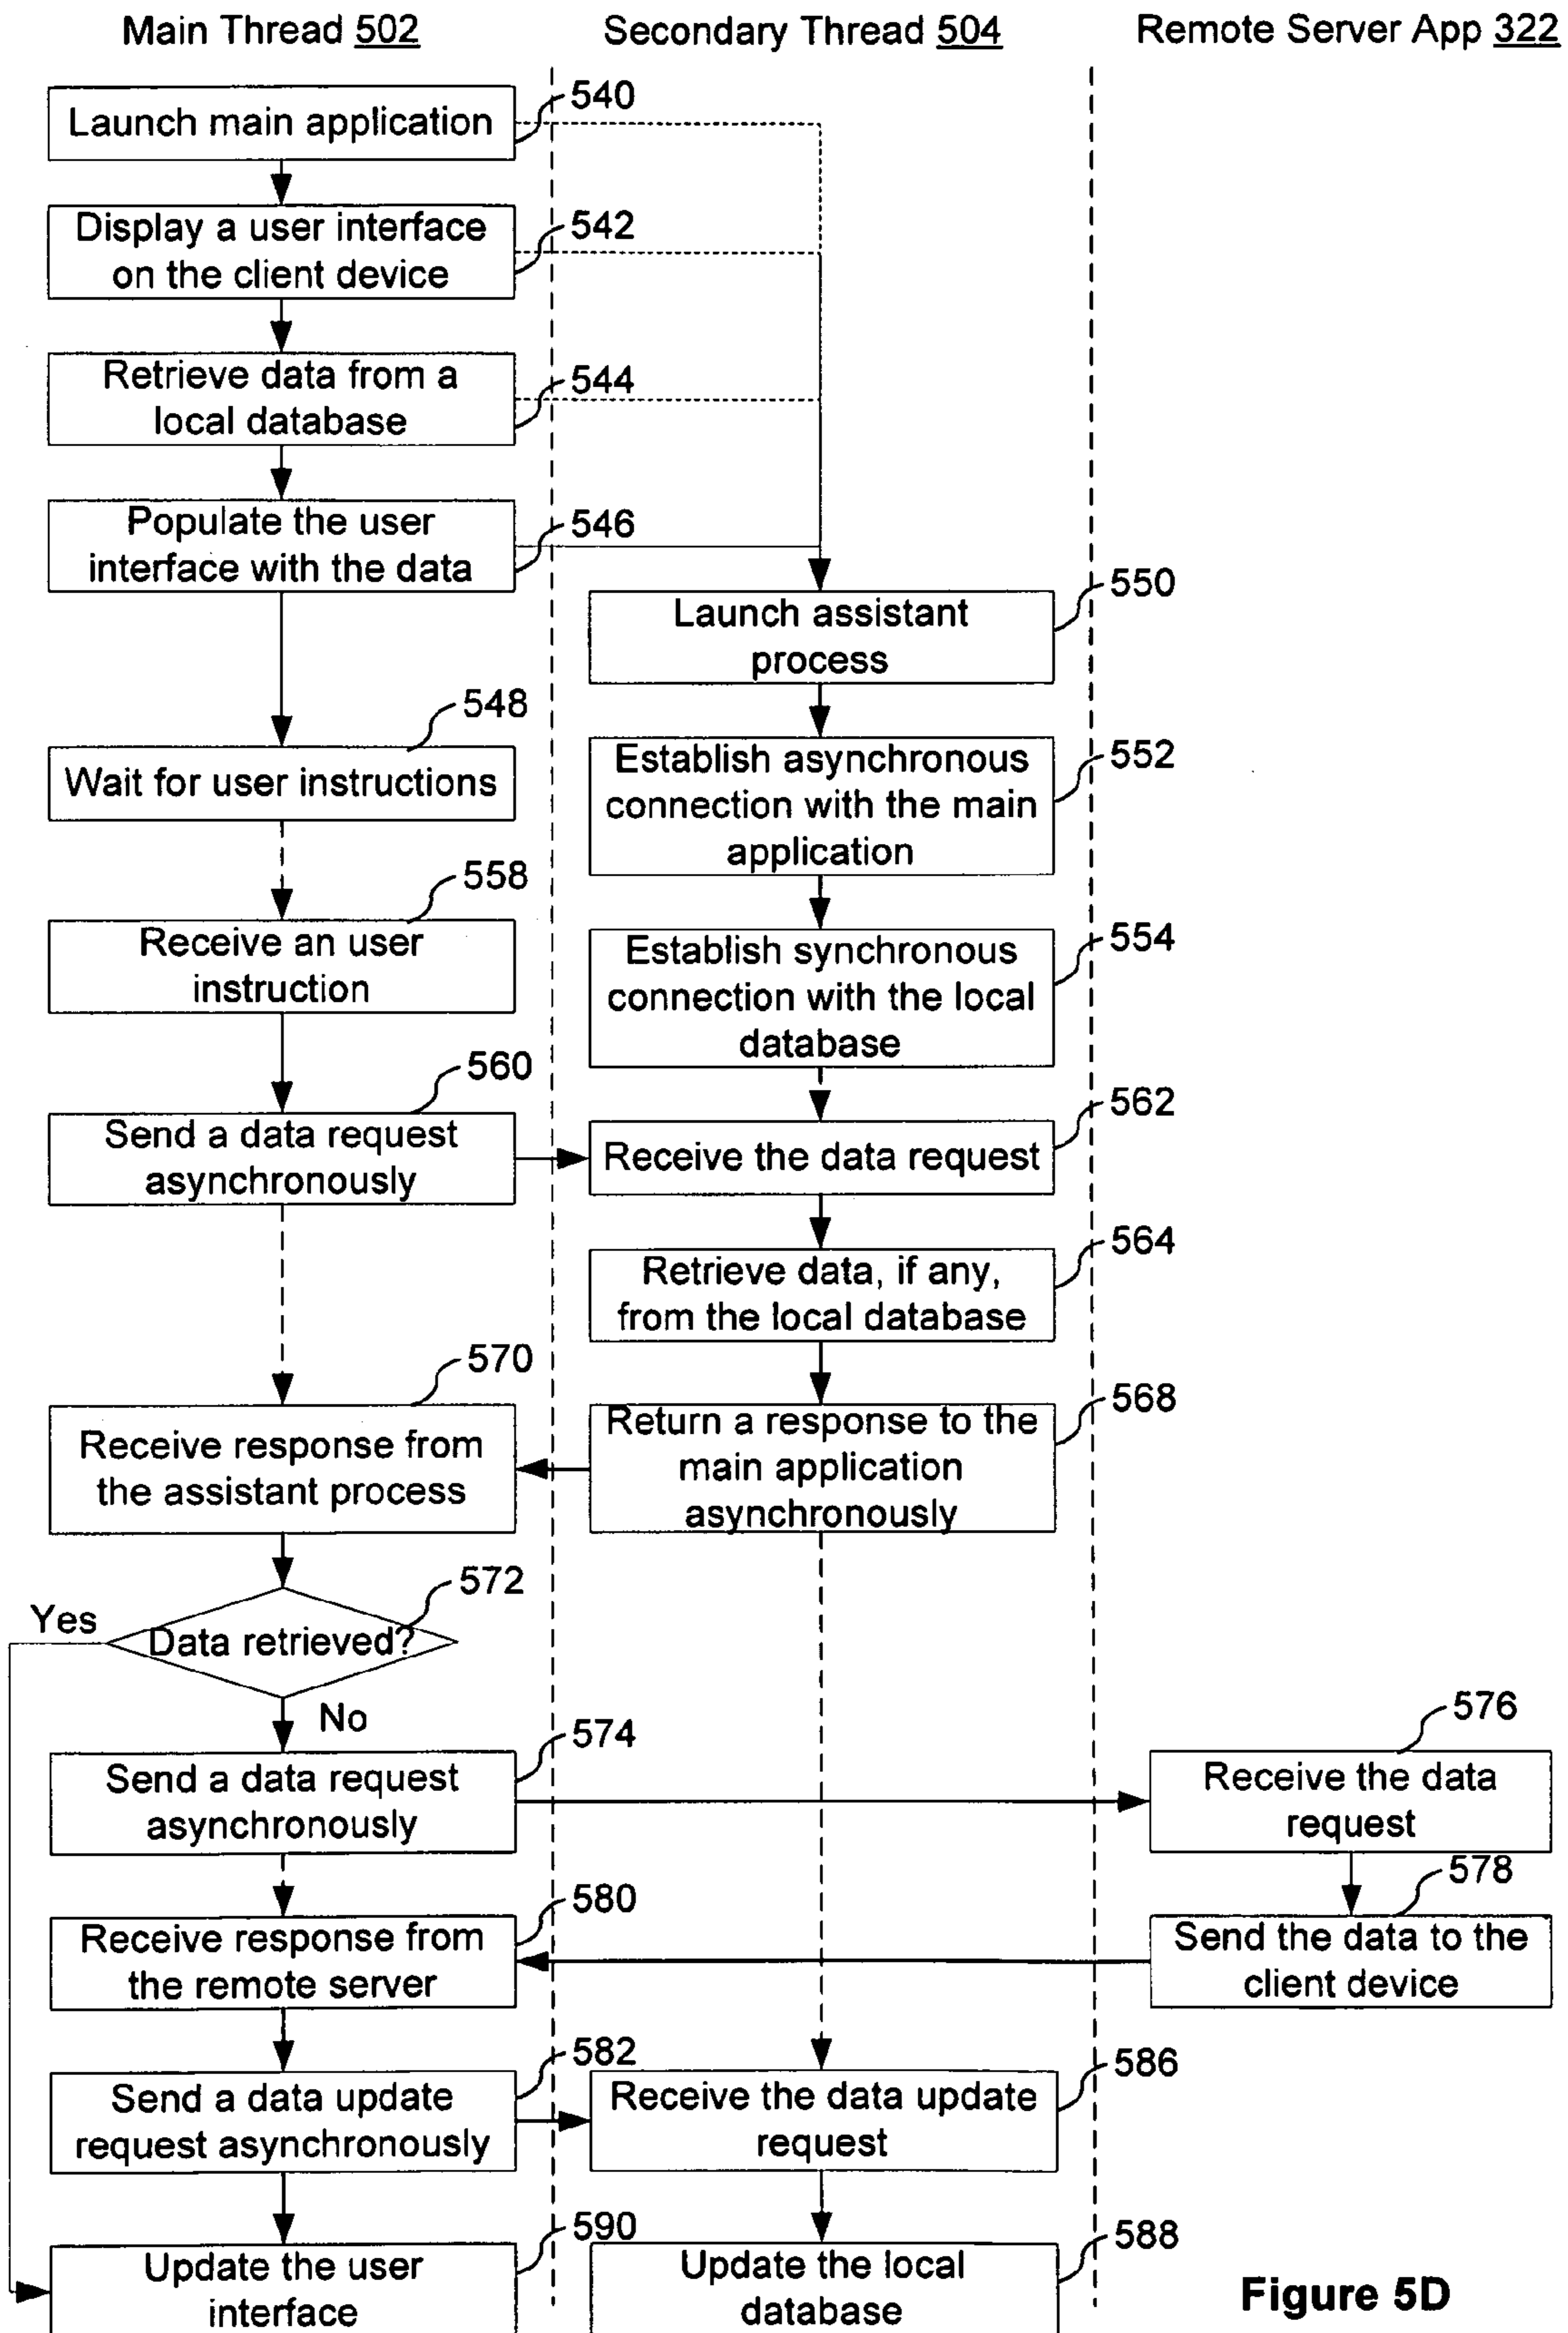 Main Thread 502
Secondary Thread 504
Remote Server App 322
Launch main application
540
Display a user interface
on the client device
542
Retrieve data from a
local database
544
Populate the user
interface with the data
546
Launch assistant
process
550
548
Wait for user instructions
Establish asynchronous
connection with the main
application
552
558
Receive an user
instruction
Establish synchronous
connection with the local
database
554
560
Send a data request
asynchronously
Receive the data request
562
Retrieve data, if any,
from the local database
564
570
Receive response from
the assistant process
Return a response to the
main application
asynchronously
568
572
Yes
Data retrieved?
No
574
Send a data request
asynchronously
576
Receive the data
request
578
Send the data to the
client device
580
Receive response from
the remote server
582
Send a data update
request asynchronously
Receive the data update
request
586
590
Update the user
interface
Update the local
database
588
Figure 5D